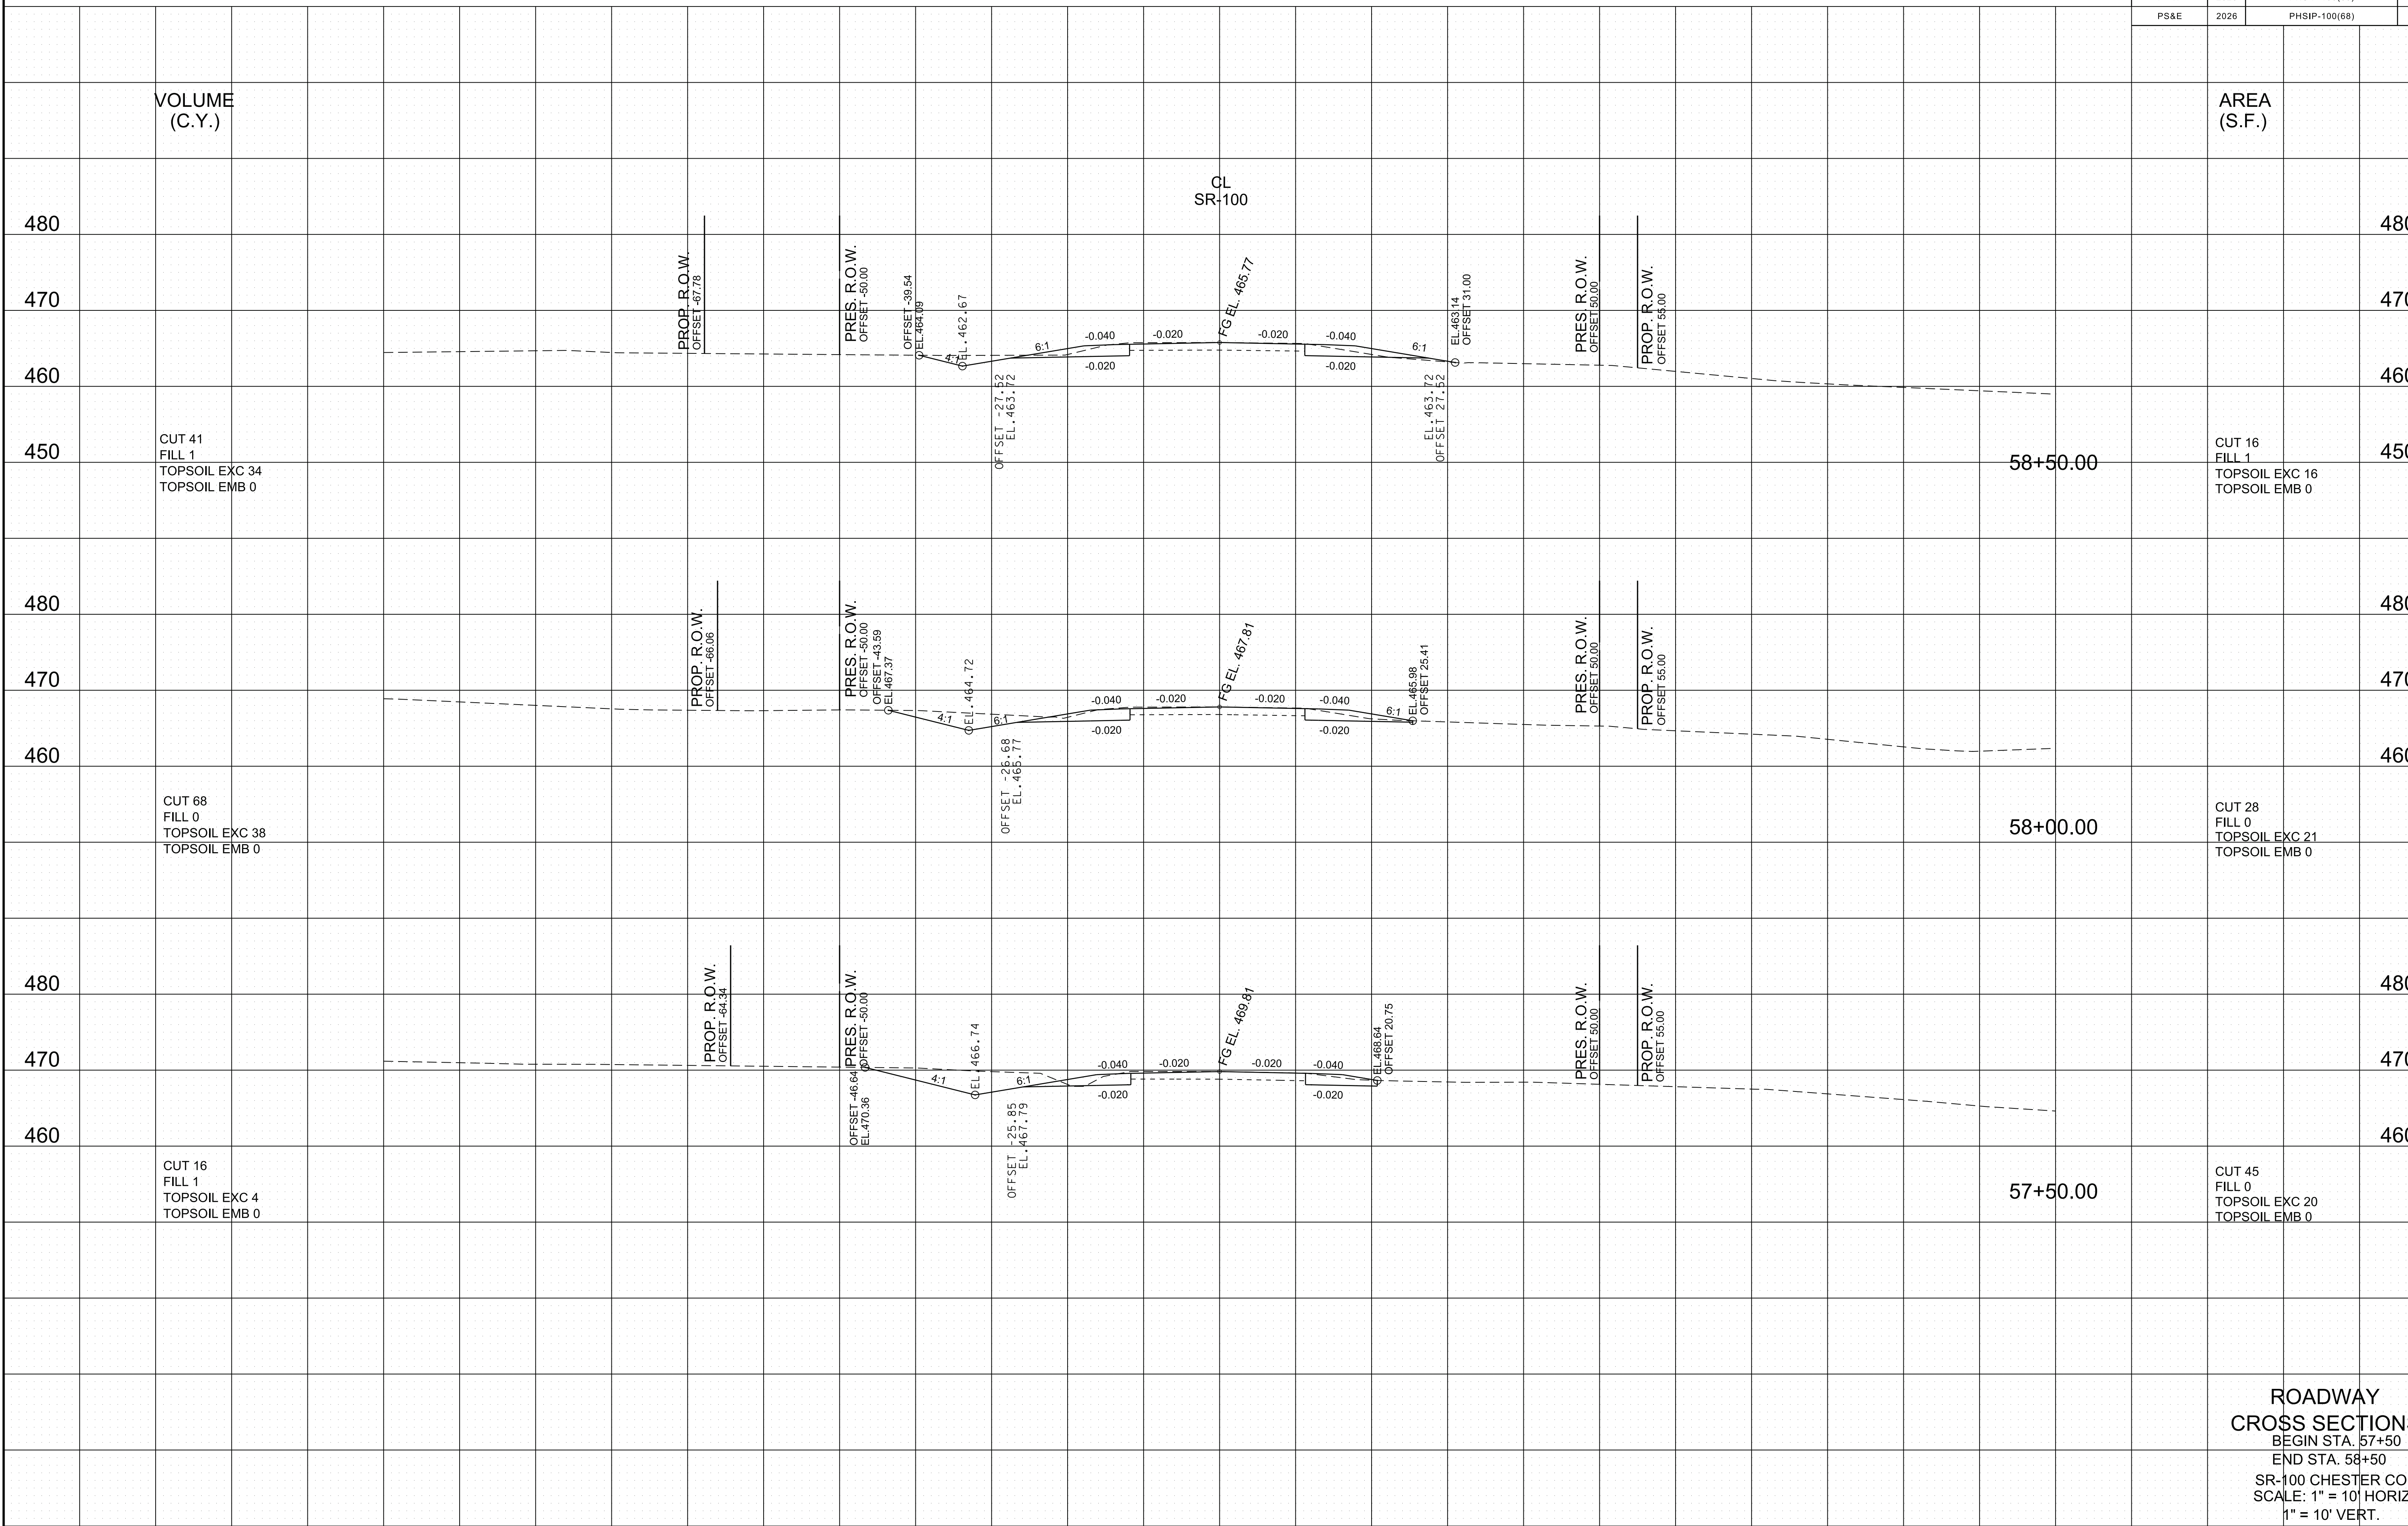 PS&E 2026 PHSIP-100(68)
VOLUME
(C.Y.)
AREA
(S.F.)
CL
SR-100
480
470
460
450
PROP. R.O.W.
OFFSET -67.78
PRES. R.O.W.
OFFSET -50.00
OFFSET -39.54
EL.464.09
4:1
EL.462.67
6:1
-0.040
-0.020
FG EL. 465.77
-0.020
-0.040
6:1
-0.020
-0.020
EL.463.14
OFFSET 31.00
PRES. R.O.W.
OFFSET 50.00
PROP. R.O.W.
OFFSET 55.00
OFFSET -27.52
EL.463.72
EL.463.72
OFFSET 27.52
CUT 41
FILL 1
TOPSOIL EXC 34
TOPSOIL EMB 0
58+50.00
CUT 16
FILL 1
TOPSOIL EXC 16
TOPSOIL EMB 0
480
470
460
PROP. R.O.W.
OFFSET -66.06
PRES. R.O.W.
OFFSET -50.00
OFFSET -43.59
EL.467.37
4:1
EL.464.72
6:1
-0.040
-0.020
FG EL. 467.81
-0.020
-0.040
6:1
-0.020
-0.020
EL.465.98
OFFSET 25.41
PRES. R.O.W.
OFFSET 50.00
PROP. R.O.W.
OFFSET 55.00
OFFSET -26.68
EL.465.77
CUT 68
FILL 0
TOPSOIL EXC 38
TOPSOIL EMB 0
58+00.00
CUT 28
FILL 0
TOPSOIL EXC 21
TOPSOIL EMB 0
480
470
460
PROP. R.O.W.
OFFSET -64.34
PRES. R.O.W.
OFFSET -50.00
OFFSET -46.64
EL.470.36
4:1
EL.466.74
6:1
-0.040
-0.020
FG EL. 469.81
-0.020
-0.040
-0.020
-0.020
EL.468.64
OFFSET 20.75
PRES. R.O.W.
OFFSET 50.00
PROP. R.O.W.
OFFSET 55.00
OFFSET -25.85
EL.467.79
CUT 16
FILL 1
TOPSOIL EXC 4
TOPSOIL EMB 0
57+50.00
CUT 45
FILL 0
TOPSOIL EXC 20
TOPSOIL EMB 0
ROADWAY
CROSS SECTION
BEGIN STA. 57+50
END STA. 58+50
SR-100 CHESTER CO
SCALE: 1" = 10' HORIZ
1" = 10' VERT.